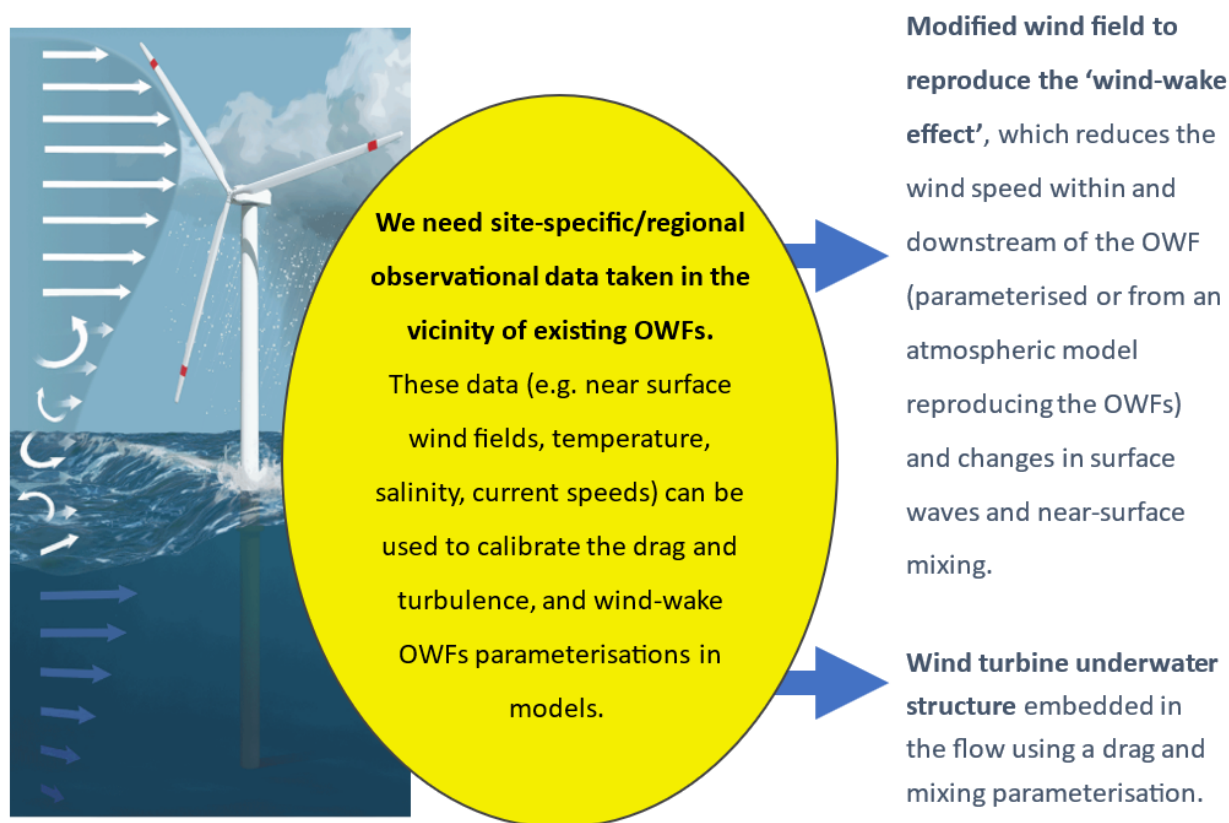 We need site-specific/regional
observational data taken in the
vicinity of existing OWFs.
These data (e.g. near surface
wind fields, temperature,
salinity, current speeds) can be
used to calibrate the drag and
turbulence, and wind-wake
OWFs parameterisations in
models.
Modified wind field to
reproduce the ‘wind-wake
effect’, which reduces the
wind speed within and
downstream of the OWF
(parameterised or from an
atmospheric model
reproducing the OWFs)
and changes in surface
waves and near-surface
mixing.
Wind turbine underwater
structure embedded in
the flow using a drag and
mixing parameterisation.